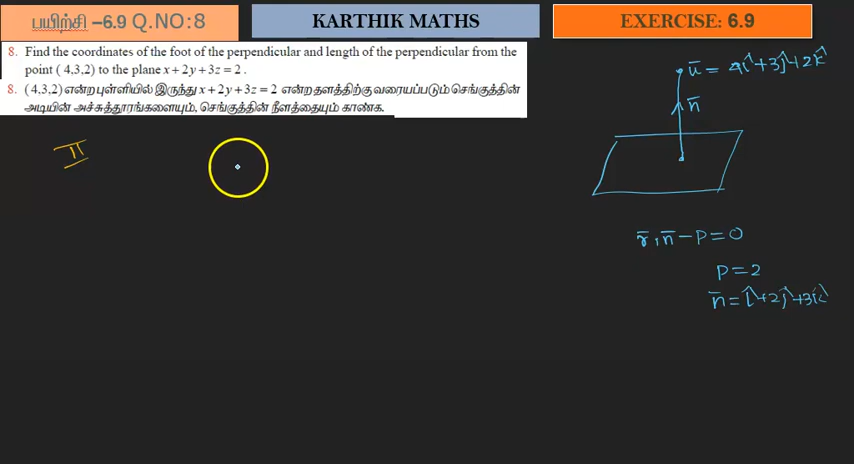 பயிற்சி –6.9 Q.NO:8
KARTHIK MATHS
EXERCISE: 6.9
8. Find the coordinates of the foot of the perpendicular and length of the perpendicular from the
point ( 4,3,2) to the plane x + 2y + 3z = 2 .
8. (4,3,2) என்ற புள்ளியில் இருந்து x + 2y + 3z = 2 என்ற தளத்திற்கு வரையப்படும் செங்குத்தின்
அடியின் அச்சுத்தூரங்களையும், செங்குத்தின் நீளத்தையும் காண்க.
ū = 4î+3ĵ+2k̂
n̄
II
r̄.n̄ – P = 0
P = 2
n̄ = î+2ĵ+3k̂